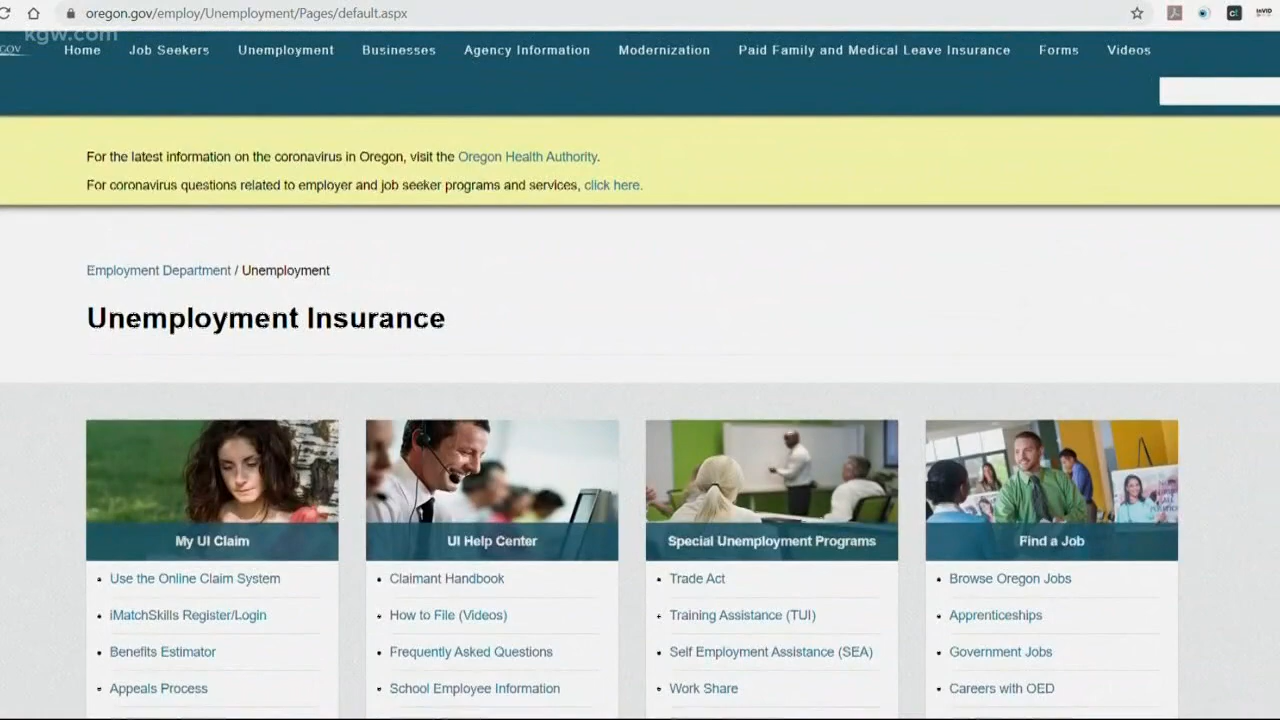 oregon.gov/employ/Unemployment/Pages/default.aspx
kgw.com
GOV
Home Job Seekers Unemployment Businesses Agency Information Modernization Paid Family and Medical Leave Insurance Forms Videos
For the latest information on the coronavirus in Oregon, visit the Oregon Health Authority.
For coronavirus questions related to employer and job seeker programs and services, click here.
Employment Department / Unemployment
Unemployment Insurance
My UI Claim
Use the Online Claim System
iMatchSkills Register/Login
Benefits Estimator
Appeals Process
UI Help Center
Claimant Handbook
How to File (Videos)
Frequently Asked Questions
School Employee Information
Special Unemployment Programs
Trade Act
Training Assistance (TUI)
Self Employment Assistance (SEA)
Work Share
Find a Job
Browse Oregon Jobs
Apprenticeships
Government Jobs
Careers with OED